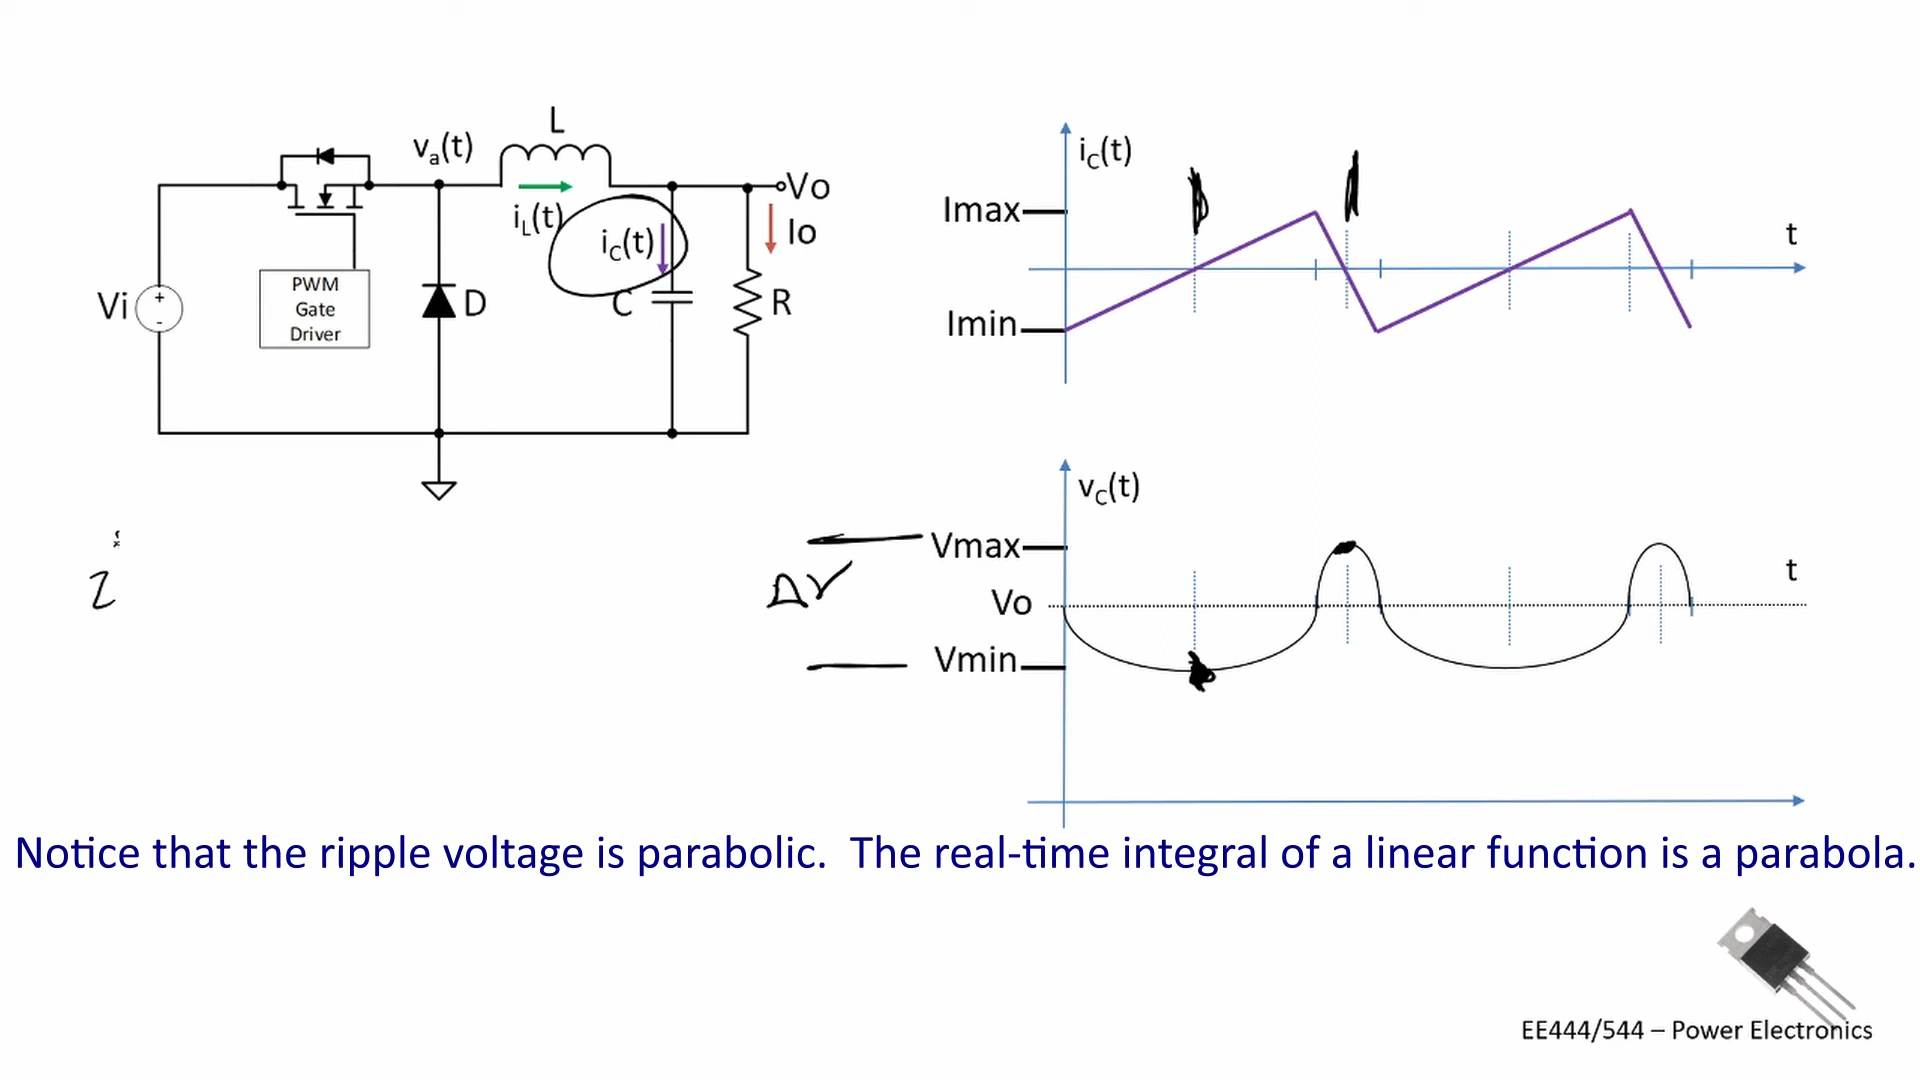 L
va(t)
iL(t)
iC(t)
Vo
Io
Vi
+
-
PWM
Gate
Driver
D
C
R
iC(t)
Imax
Imin
t
vC(t)
Vmax
Vo
Vmin
t
ΔV
i
Notice that the ripple voltage is parabolic.  The real-time integral of a linear function is a parabola.
EE444/544 – Power Electronics